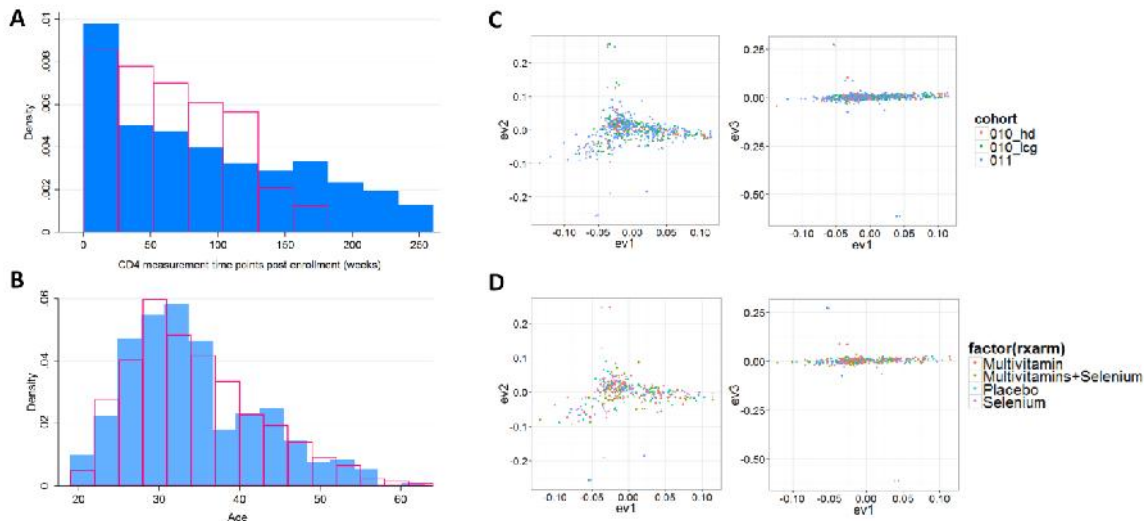 A
.01
.008
.006
.004
.002
0
Density
0
50
100
150
200
250
CD4 measurement time points post enrollment (weeks)
B
.06
.04
.02
0
Density
20
30
40
50
60
Age
C
0.2
0.1
0.0
-0.1
-0.2
ev2
-0.10
-0.05
0.00
0.05
0.10
ev1
0.25
0.00
-0.25
-0.50
ev3
-0.10
-0.05
0.00
0.05
0.10
ev1
cohort
010_hd
010_lcg
011
D
0.2
0.1
0.0
-0.1
-0.2
ev2
-0.10
-0.05
0.00
0.05
0.10
ev1
0.25
0.00
-0.25
-0.50
ev3
-0.10
-0.05
0.00
0.05
0.10
ev1
factor(rxarm)
Multivitamin
Multivitamins+Selenium
Placebo
Selenium